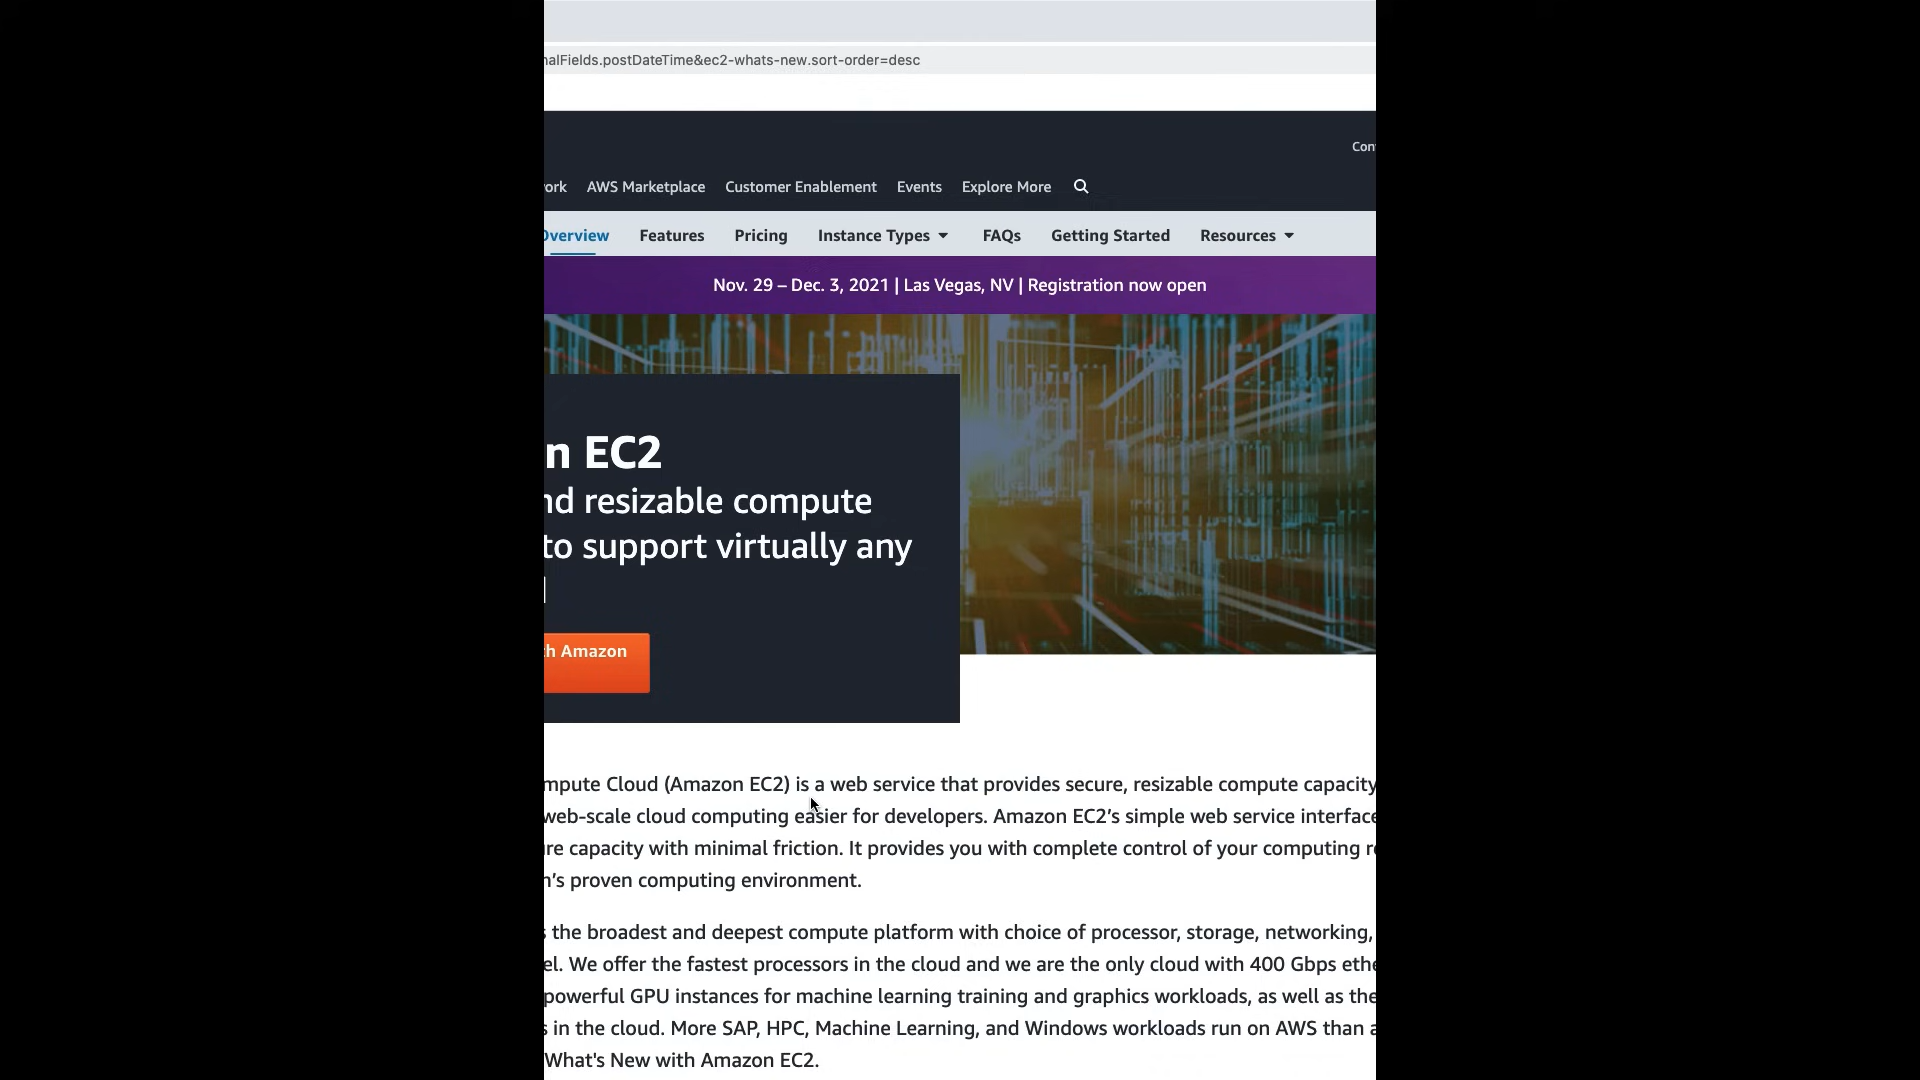 nalFields.postDateTime&ec2-whats-new.sort-order=desc
AWS Marketplace Customer Enablement Events Explore More
Overview Features Pricing Instance Types FAQs Getting Started Resources
Nov. 29 – Dec. 3, 2021 | Las Vegas, NV | Registration now open
n EC2
nd resizable compute
to support virtually any
th Amazon
mpute Cloud (Amazon EC2) is a web service that provides secure, resizable compute capacity
web-scale cloud computing easier for developers. Amazon EC2’s simple web service interface
re capacity with minimal friction. It provides you with complete control of your computing
n’s proven computing environment.
s the broadest and deepest compute platform with choice of processor, storage, networking,
el. We offer the fastest processors in the cloud and we are the only cloud with 400 Gbps
powerful GPU instances for machine learning training and graphics workloads, as well as the
s in the cloud. More SAP, HPC, Machine Learning, and Windows workloads run on AWS than
What's New with Amazon EC2.